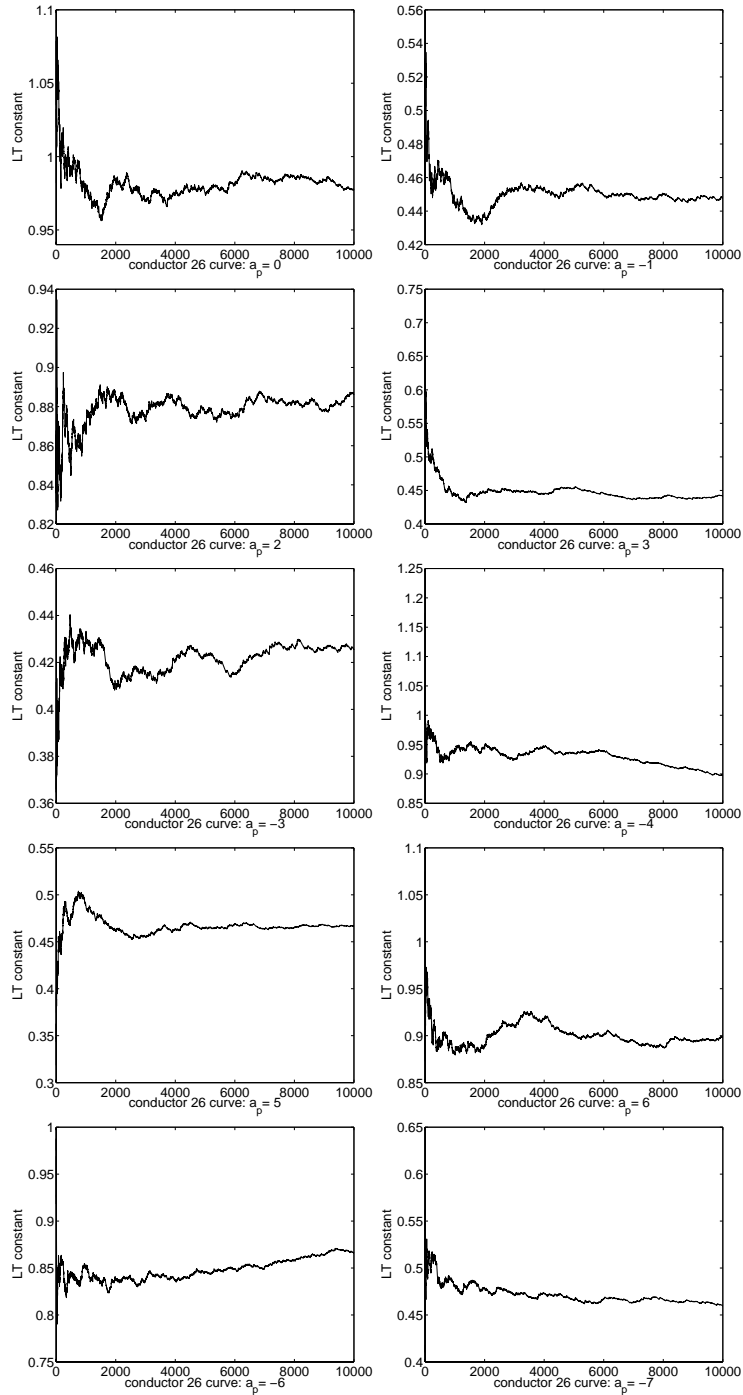 1.1
1.05
1
0.95
LT constant
0 2000 4000 6000 8000 10000
conductor 26 curve: a_p = 0
0.56
0.54
0.52
0.5
0.48
0.46
0.44
0.42
LT constant
0 2000 4000 6000 8000 10000
conductor 26 curve: a_p = −1
0.94
0.92
0.9
0.88
0.86
0.84
0.82
LT constant
0 2000 4000 6000 8000 10000
conductor 26 curve: a_p = 2
0.75
0.7
0.65
0.6
0.55
0.5
0.45
0.4
LT constant
0 2000 4000 6000 8000 10000
conductor 26 curve: a_p = 3
0.46
0.44
0.42
0.4
0.38
0.36
LT constant
0 2000 4000 6000 8000 10000
conductor 26 curve: a_p = −3
1.25
1.2
1.15
1.1
1.05
1
0.95
0.9
0.85
LT constant
0 2000 4000 6000 8000 10000
conductor 26 curve: a_p = −4
0.55
0.5
0.45
0.4
0.35
0.3
LT constant
0 2000 4000 6000 8000 10000
conductor 26 curve: a_p = 5
1.1
1.05
1
0.95
0.9
0.85
LT constant
0 2000 4000 6000 8000 10000
conductor 26 curve: a_p = 6
1
0.95
0.9
0.85
0.8
0.75
LT constant
0 2000 4000 6000 8000 10000
conductor 26 curve: a_p = −6
0.65
0.6
0.55
0.5
0.45
0.4
LT constant
0 2000 4000 6000 8000 10000
conductor 26 curve: a_p = −7